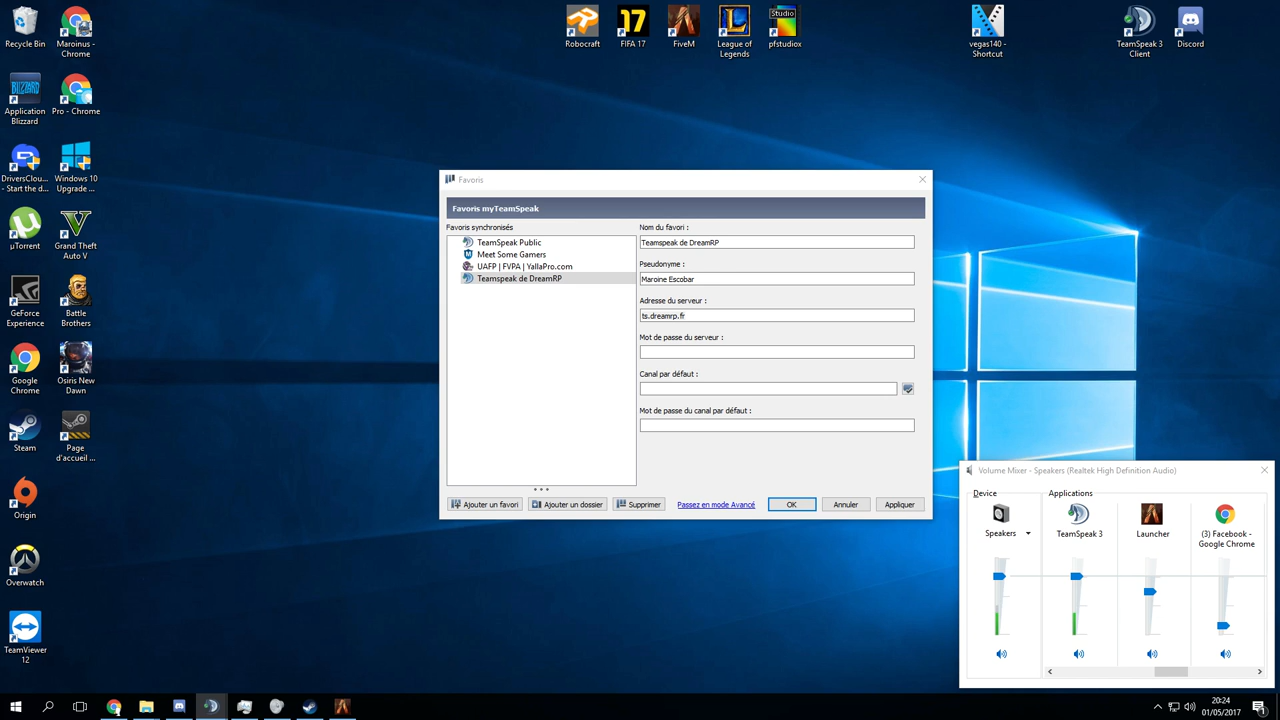 Recycle Bin
Maroinus -
Chrome
Robocraft
17
FIFA 17
FiveM
League of
Legends
Studio
pfstudiox
vegas140 -
Shortcut
TeamSpeak 3
Client
Discord
BLIZZARD
Application
Blizzard
Pro - Chrome
DriversClou...
- Start the d...
Windows 10
Upgrade ...
µTorrent
Grand Theft
Auto V
GeForce
Experience
Battle
Brothers
Google
Chrome
Osiris New
Dawn
Steam
Page
d'accueil ...
Origin
Overwatch
TeamViewer
12
Favoris
Favoris myTeamSpeak
Favoris synchronisés
TeamSpeak Public
Meet Some Gamers
UAFP | FVPA | YallaPro.com
Teamspeak de DreamRP
Nom du favori :
Teamspeak de DreamRP
Pseudonyme :
Maroine Escobar
Adresse du serveur :
ts.dreamrp.fr
Mot de passe du serveur :
Canal par défaut :
Mot de passe du canal par défaut :
Ajouter un favori
Ajouter un dossier
Supprimer
Passez en mode Avancé
OK
Annuler
Appliquer
Volume Mixer - Speakers (Realtek High Definition Audio)
Device
Applications
Speakers
TeamSpeak 3
Launcher
(3) Facebook -
Google Chrome
20:24
01/05/2017
1